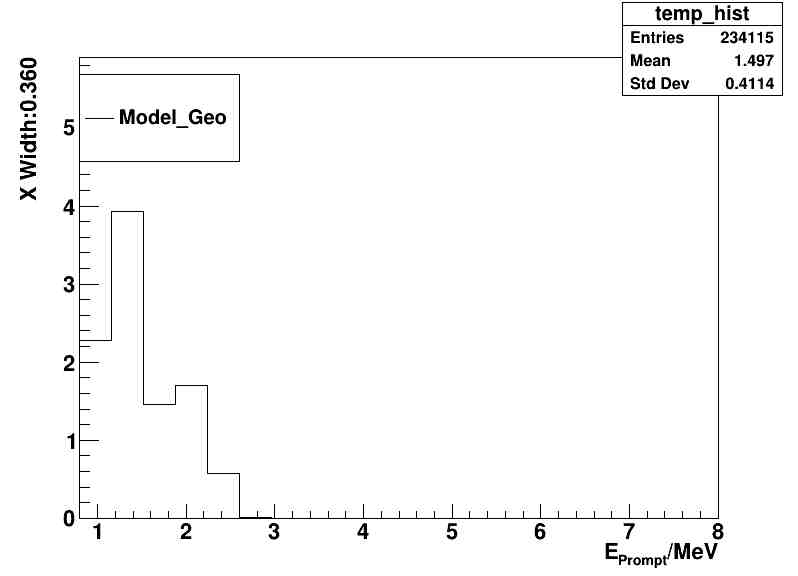 temp_hist
Entries 234115
Mean 1.497
Std Dev 0.4114
X Width:0.360
Model_Geo
5
4
3
2
1
0
1 2 3 4 5 6 7 8
E_Prompt/MeV